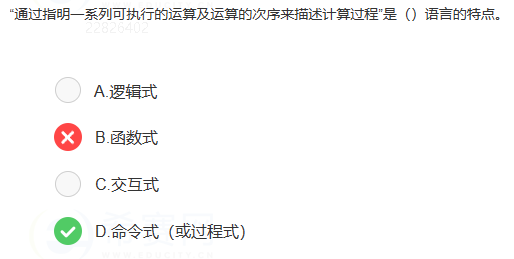 “通过指明一系列可执行的运算及运算的次序来描述计算过程”是（）语言的特点。
A.逻辑式
B.函数式
C.交互式
D.命令式（或过程式）